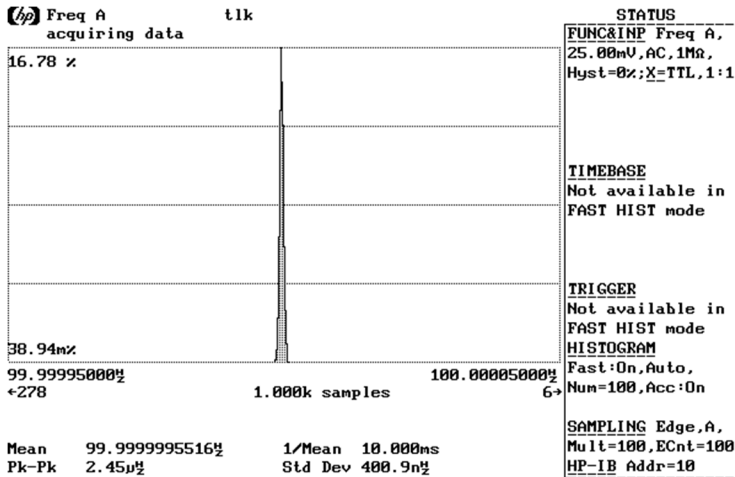 hp Freq A tlk
acquiring data
16.78 %
38.94m%
99.99995000Hz 100.00005000Hz
←278 1.000k samples 6→
Mean 99.9999995516Hz 1/Mean 10.000ms
Pk-Pk 2.45µHz Std Dev 400.9nHz
STATUS
FUNC&INP Freq A,
25.00mV,AC,1MΩ,
Hyst=0%;X=TTL,1:1
TIMEBASE
Not available in
FAST HIST mode
TRIGGER
Not available in
FAST HIST mode
HISTOGRAM
Fast:On,Auto,
Num=100,Acc:On
SAMPLING Edge,A,
Mult=100,ECnt=100
HP-IB Addr=10